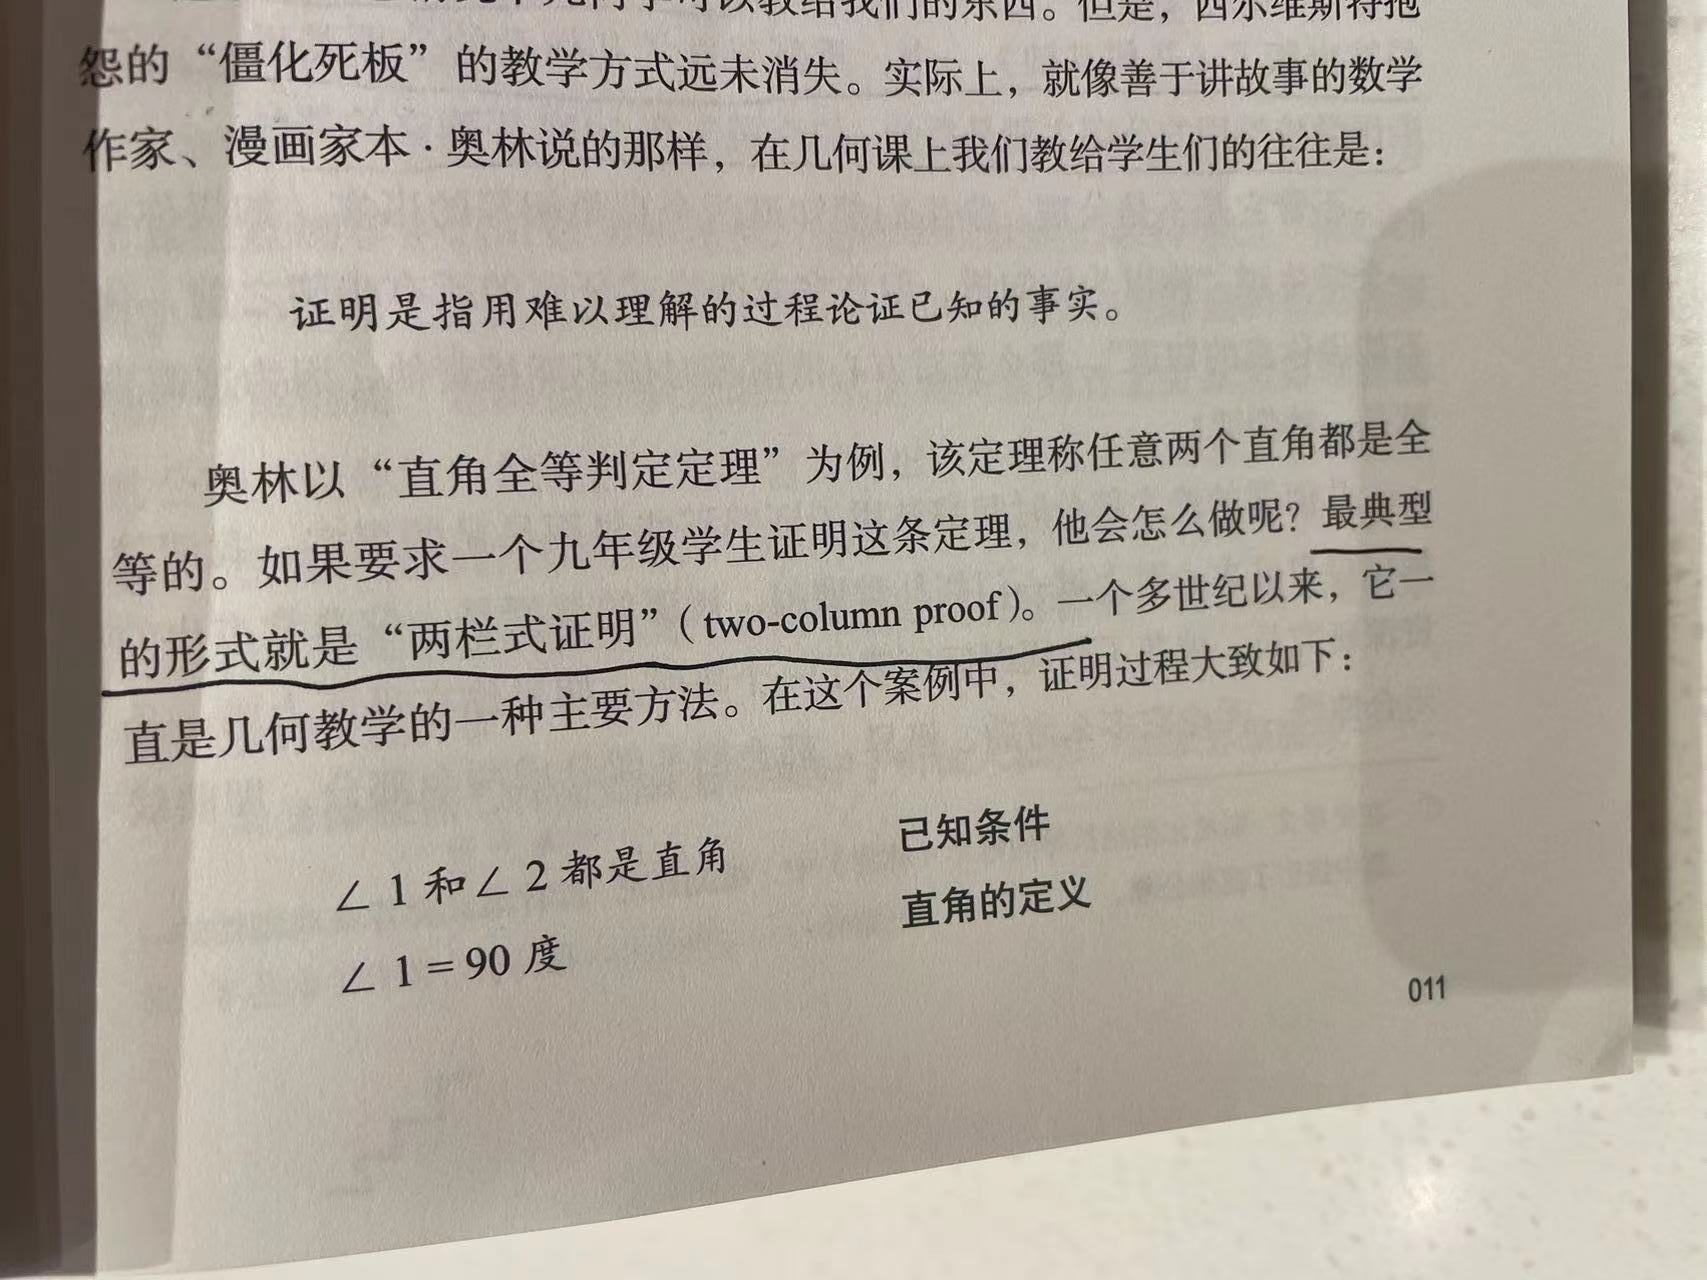 可以教给我们的东西。但是，西尔维斯特抱
怨的“僵化死板”的教学方式远未消失。实际上，就像善于讲故事的数学
作家、漫画家本·奥林说的那样，在几何课上我们教给学生们的往往是：
证明是指用难以理解的过程论证已知的事实。
奥林以“直角全等判定定理”为例，该定理称任意两个直角都是全
等的。如果要求一个九年级学生证明这条定理，他会怎么做呢？最典型
的形式就是“两栏式证明”（two-column proof）。一个多世纪以来，它一
直是几何教学的一种主要方法。在这个案例中，证明过程大致如下：
∠1和∠2都是直角 已知条件
∠1=90度 直角的定义
011